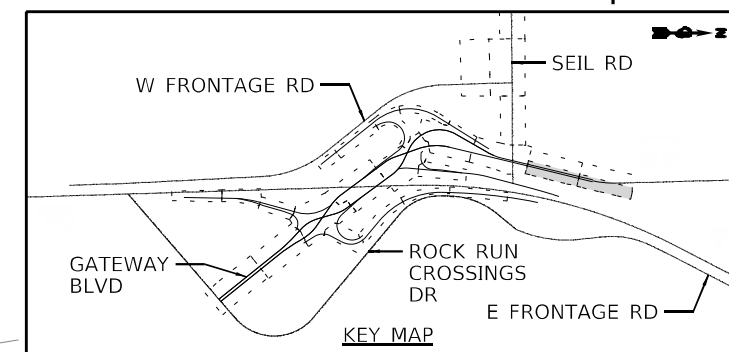 SEIL RD
W FRONTAGE RD
GATEWAY
BLVD
ROCK RUN
CROSSINGS
DR
E FRONTAGE RD
KEY MAP